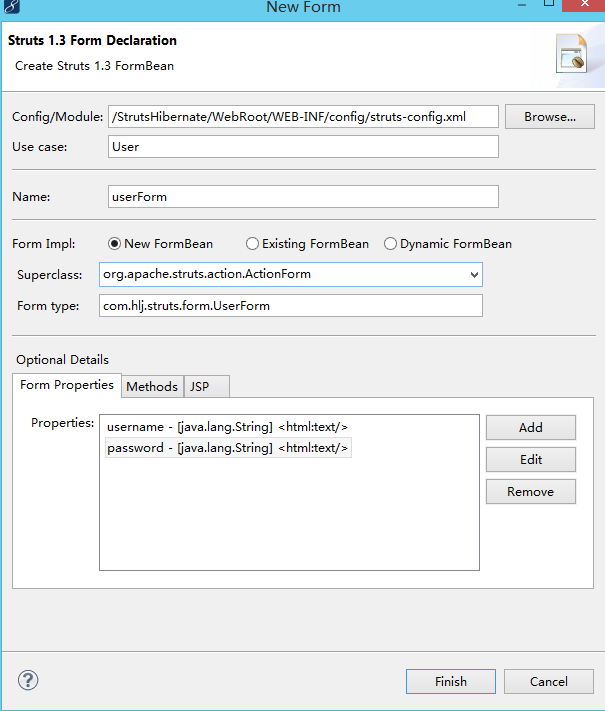 New Form
Struts 1.3 Form Declaration
Create Struts 1.3 FormBean
Config/Module: /StrutsHibernate/WebRoot/WEB-INF/config/struts-config.xml Browse...
Use case: User
Name: userForm
Form Impl: New FormBean Existing FormBean Dynamic FormBean
Superclass: org.apache.struts.action.ActionForm
Form type: com.hlj.struts.form.UserForm
Optional Details
Form Properties Methods JSP
Properties: username - [java.lang.String] <html:text/> Add
password - [java.lang.String] <html:text/> Edit
Remove
? Finish Cancel